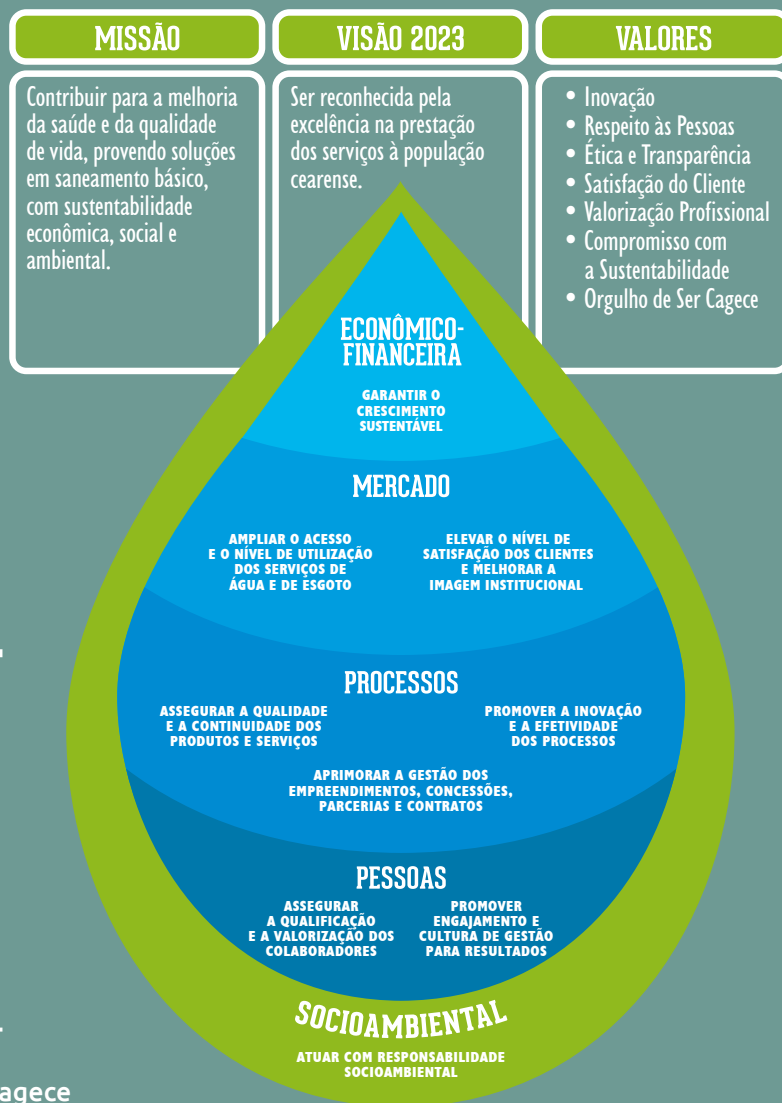 MISSÃO
Contribuir para a melhoria
da saúde e da qualidade
de vida, provendo soluções
em saneamento básico,
com sustentabilidade
econômica, social e
ambiental.
VISÃO 2023
Ser reconhecida pela
excelência na prestação
dos serviços à população
cearense.
VALORES
• Inovação
• Respeito às Pessoas
• Ética e Transparência
• Satisfação do Cliente
• Valorização Profissional
• Compromisso com
a Sustentabilidade
• Orgulho de Ser Cagece
ECONÔMICO-
FINANCEIRA
GARANTIR O
CRESCIMENTO
SUSTENTÁVEL
MERCADO
AMPLIAR O ACESSO
E O NÍVEL DE UTILIZAÇÃO
DOS SERVIÇOS DE
ÁGUA E DE ESGOTO
ELEVAR O NÍVEL DE
SATISFAÇÃO DOS CLIENTES
E MELHORAR A
IMAGEM INSTITUCIONAL
PROCESSOS
ASSEGURAR A QUALIDADE
E A CONTINUIDADE DOS
PRODUTOS E SERVIÇOS
PROMOVER A INOVAÇÃO
E A EFETIVIDADE
DOS PROCESSOS
APRIMORAR A GESTÃO DOS
EMPREENDIMENTOS, CONCESSÕES,
PARCERIAS E CONTRATOS
PESSOAS
ASSEGURAR
A QUALIFICAÇÃO
E A VALORIZAÇÃO DOS
COLABORADORES
PROMOVER
ENGAJAMENTO E
CULTURA DE GESTÃO
PARA RESULTADOS
SOCIOAMBIENTAL
ATUAR COM RESPONSABILIDADE
SOCIOAMBIENTAL
agece